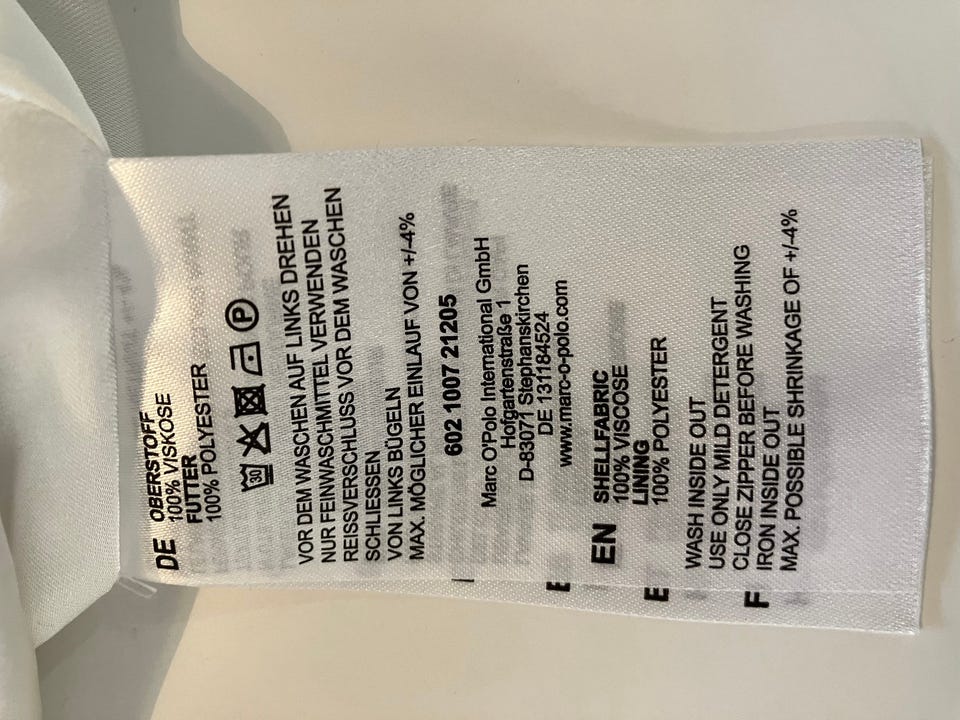 DE OBERSTOFF
100% VISKOSE
FUTTER
100% POLYESTER
30 P
VOR DEM WASCHEN AUF LINKS DREHEN
NUR FEINWASCHMITTEL VERWENDEN
REISSVERSCHLUSS VOR DEM WASCHEN
SCHLIESSEN
VON LINKS BÜGELN
MAX. MÖGLICHER EINLAUF VON +/-4%
602 1007 21205
Marc O'Polo International GmbH
Hofgartenstraße 1
D-83071 Stephanskirchen
DE 131184524
www.marc-o-polo.com
EN SHELLFABRIC
100% VISCOSE
LINING
100% POLYESTER
WASH INSIDE OUT
USE ONLY MILD DETERGENT
CLOSE ZIPPER BEFORE WASHING
IRON INSIDE OUT
MAX. POSSIBLE SHRINKAGE OF +/-4%